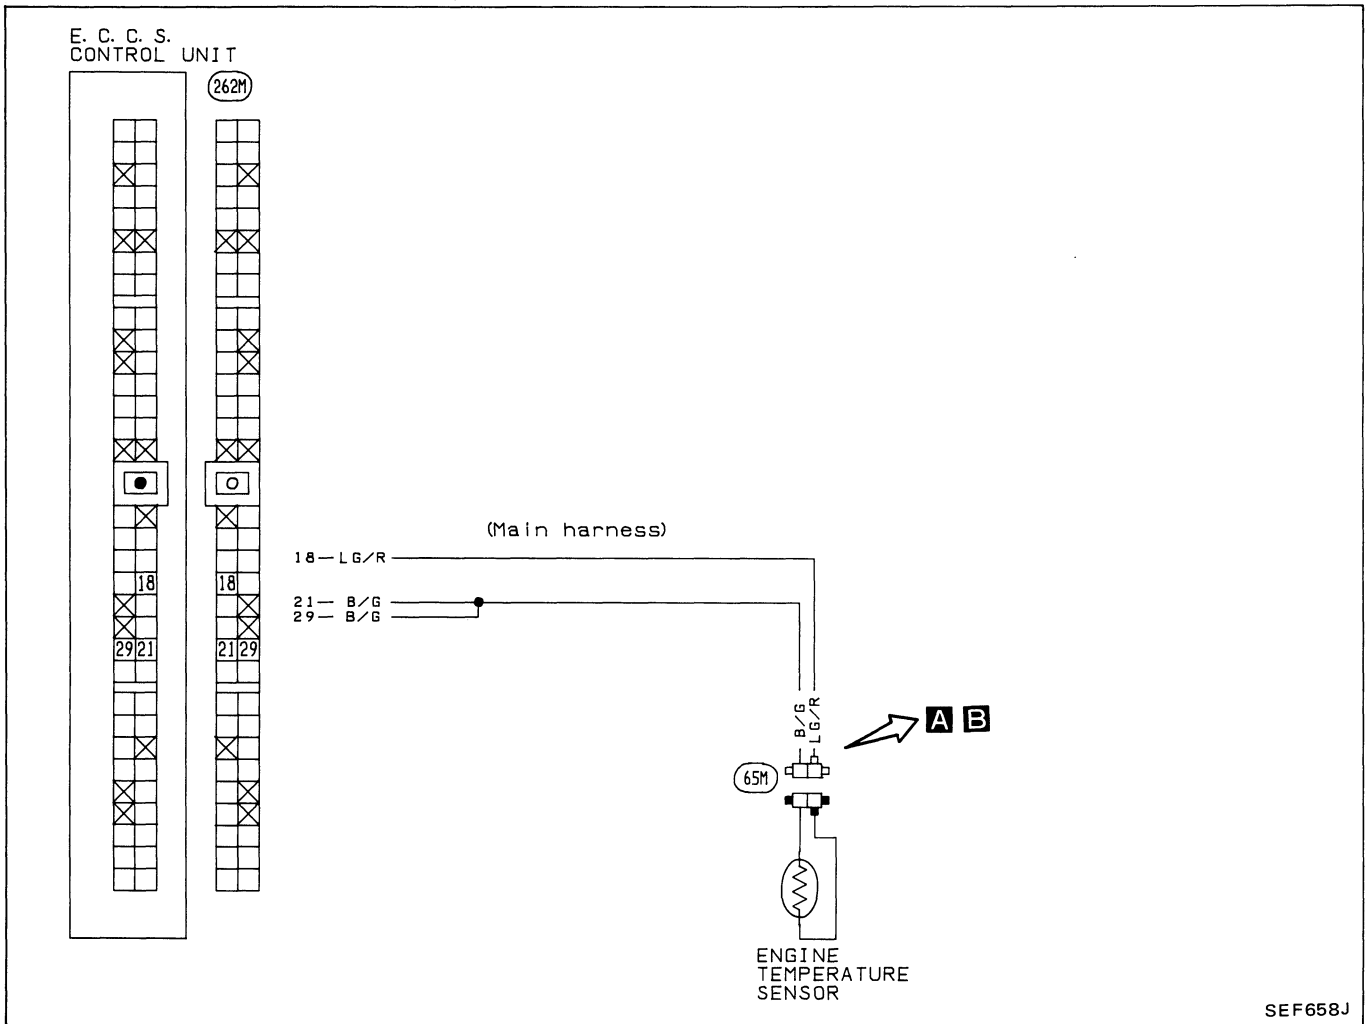 E. C. C. S.
CONTROL UNIT
262M
(Main harness)
18 LG/R
18 18
21 B/G
29 B/G
29 21 21 29
B/G LG/R
A B
65M
ENGINE
TEMPERATURE
SENSOR
SEF658J